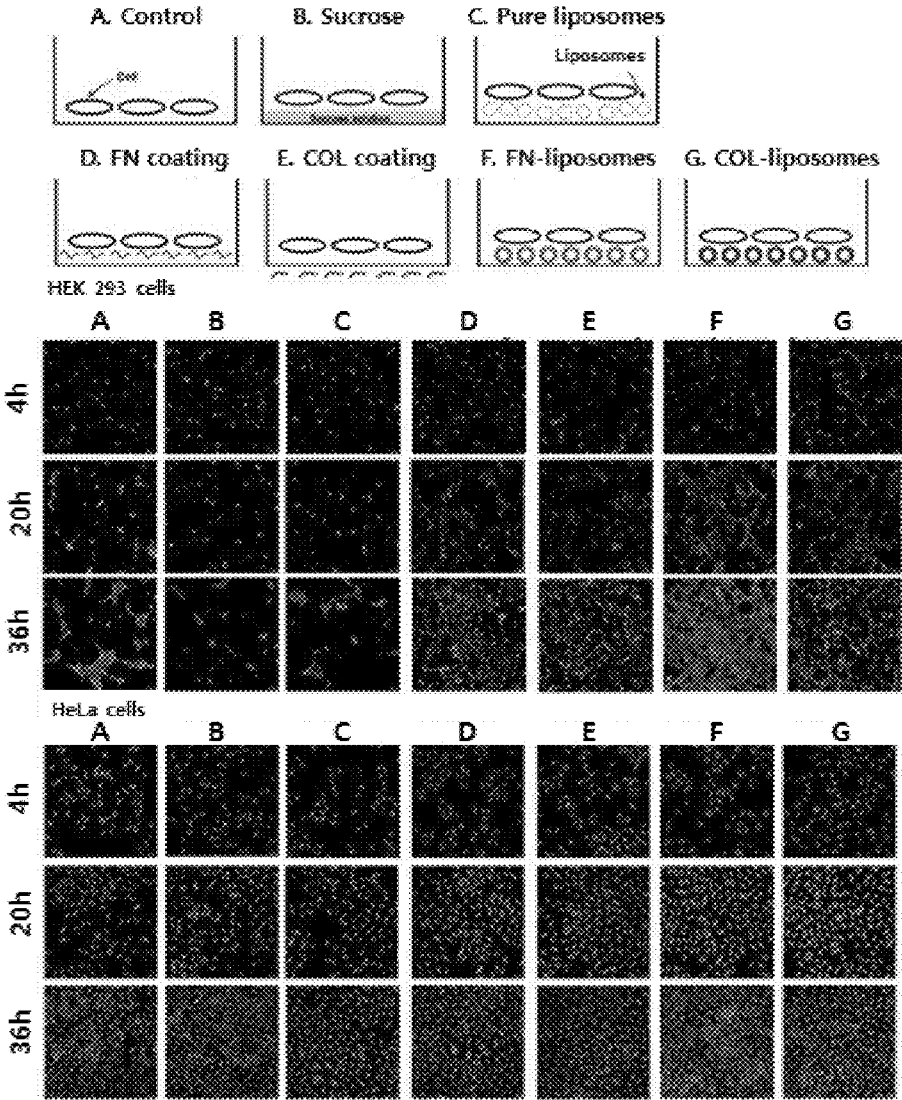 A. Control
B. Sucrose
C. Pure liposomes
Liposomes
D. FN coating
E. COL coating
F. FN-liposomes
G. COL-liposomes
HEK 293 cells
A B C D E F G
4h
20h
36h
HeLa cells
A B C D E F G
4h
20h
36h